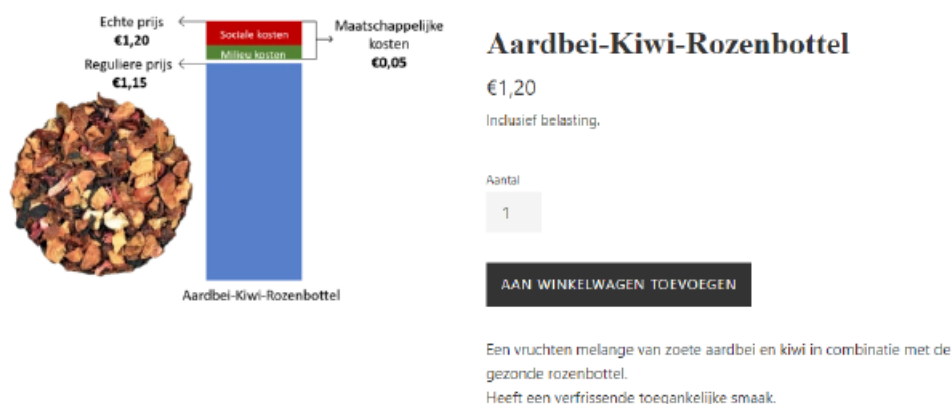 Echte prijs
€1,20
Sociale kosten
Milieu kosten
Maatschappelijke
kosten
€0,05
Reguliere prijs
€1,15
Aardbei-Kiwi-Rozenbottel
Aardbei-Kiwi-Rozenbottel
€1,20
Inclusief belasting.
Aantal
1
AAN WINKELWAGEN TOEVOEGEN
Een vruchten melange van zoete aardbei en kiwi in combinatie met de
gezonde rozenbottel.
Heeft een verfrissende toegankelijke smaak.